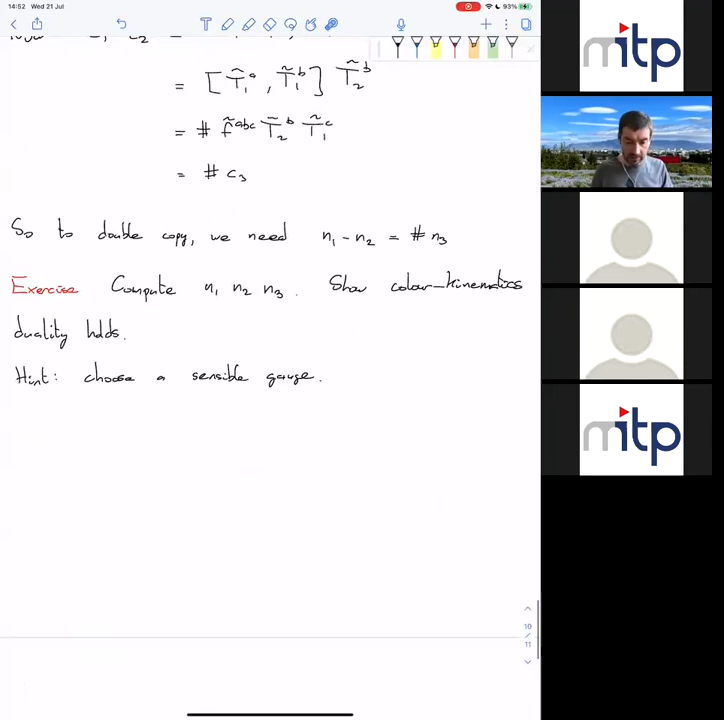 14:52 Wed 21 Jul
93%
= [T̃₁ᵃ, T̃₁ᵇ] T̃₂ᵇ
= # f̃ᵃᵇᶜ T̃₂ᵇ T̃₁ᶜ
= # c₃
So to double copy, we need n₁ - n₂ = # n₃
Exercise Compute n₁ n₂ n₃. Show colour-kinematics
duality holds.
Hint: choose a sensible gauge.
10
11
mitp
mitp